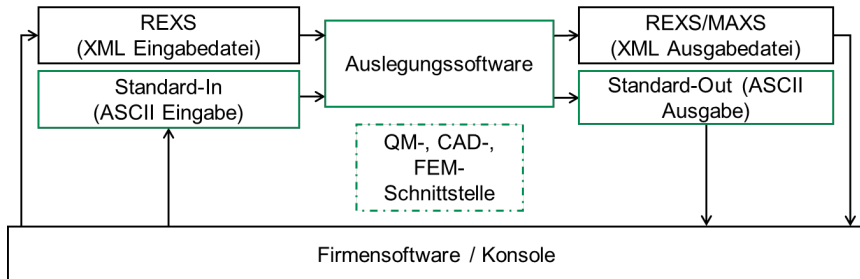 REXS
(XML Eingabedatei)
Standard-In
(ASCII Eingabe)
Auslegungssoftware
REXS/MAXS
(XML Ausgabedatei)
Standard-Out (ASCII
Ausgabe)
QM-, CAD-,
FEM-
Schnittstelle
Firmensoftware / Konsole